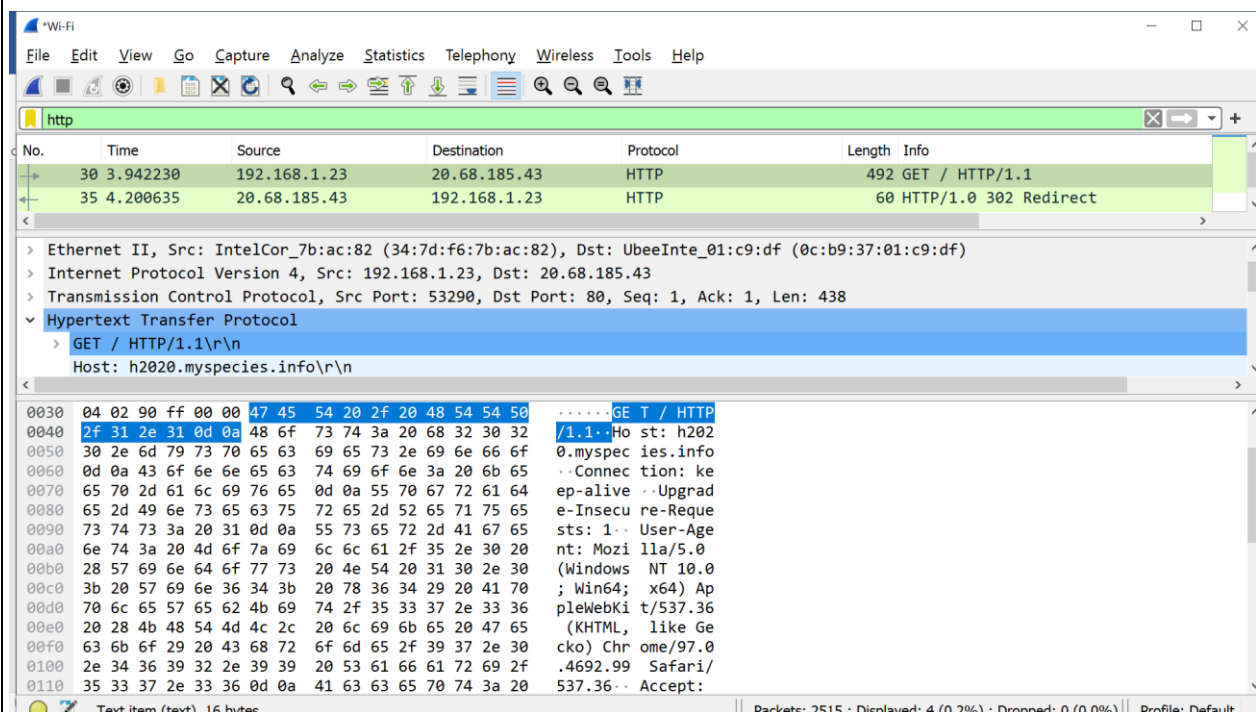 *Wi-Fi
File Edit View Go Capture Analyze Statistics Telephony Wireless Tools Help
http
No. Time Source Destination Protocol Length Info
30 3.942230 192.168.1.23 20.68.185.43 HTTP 492 GET / HTTP/1.1
35 4.200635 20.68.185.43 192.168.1.23 HTTP 60 HTTP/1.0 302 Redirect
Ethernet II, Src: IntelCor_7b:ac:82 (34:7d:f6:7b:ac:82), Dst: UbeeInte_01:c9:df (0c:b9:37:01:c9:df)
Internet Protocol Version 4, Src: 192.168.1.23, Dst: 20.68.185.43
Transmission Control Protocol, Src Port: 53290, Dst Port: 80, Seq: 1, Ack: 1, Len: 438
Hypertext Transfer Protocol
GET / HTTP/1.1\r\n
Host: h2020.myspecies.info\r\n
0030 04 02 90 ff 00 00 47 45 54 20 2f 20 48 54 54 50 ······GE T / HTTP
0040 2f 31 2e 31 0d 0a 48 6f 73 74 3a 20 68 32 30 32 /1.1··Ho st: h202
0050 30 2e 6d 79 73 70 65 63 69 65 73 2e 69 6e 66 6f 0.myspec ies.info
0060 0d 0a 43 6f 6e 6e 65 63 74 69 6f 6e 3a 20 6b 65 ··Connec tion: ke
0070 65 70 2d 61 6c 69 76 65 0d 0a 55 70 67 72 61 64 ep-alive ··Upgrad
0080 65 2d 49 6e 73 65 63 75 72 65 2d 52 65 71 75 65 e-Insecu re-Reque
0090 73 74 73 3a 20 31 0d 0a 55 73 65 72 2d 41 67 65 sts: 1·· User-Age
00a0 6e 74 3a 20 4d 6f 7a 69 6c 6c 61 2f 35 2e 30 20 nt: Mozi lla/5.0
00b0 28 57 69 6e 64 6f 77 73 20 4e 54 20 31 30 2e 30 (Windows NT 10.0
00c0 3b 20 57 69 6e 36 34 3b 20 78 36 34 29 20 41 70 ; Win64; x64) Ap
00d0 70 6c 65 57 65 62 4b 69 74 2f 35 33 37 2e 33 36 pleWebKi t/537.36
00e0 20 28 4b 48 54 4d 4c 2c 20 6c 69 6b 65 20 47 65 (KHTML, like Ge
00f0 63 6b 6f 29 20 43 68 72 6f 6d 65 2f 39 37 2e 30 cko) Chr ome/97.0
0100 2e 34 36 39 32 2e 39 39 20 53 61 66 61 72 69 2f .4692.99 Safari/
0110 35 33 37 2e 33 36 0d 0a 41 63 63 65 70 74 3a 20 537.36·· Accept:
Text item (text), 16 bytes Packets: 2515 · Displayed: 4 (0.2%) · Dropped: 0 (0.0%) Profile: Default